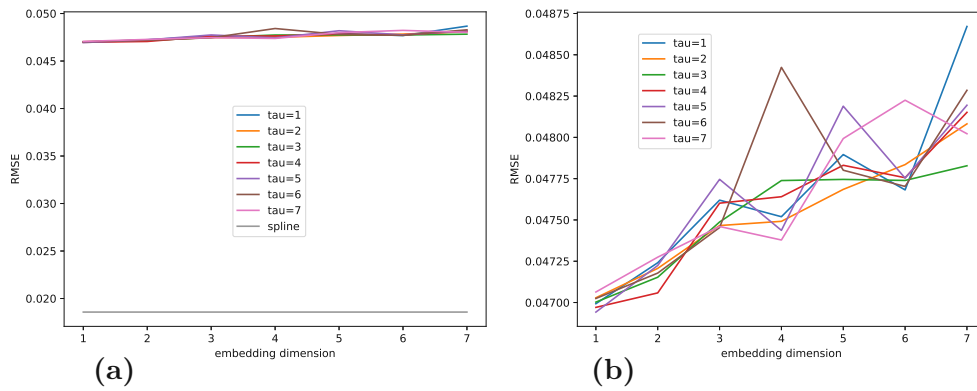 0.050
0.045
0.040
0.035
0.030
0.025
0.020
RMSE
tau=1
tau=2
tau=3
tau=4
tau=5
tau=6
tau=7
spline
1 2 3 4 5 6 7
embedding dimension
(a)
0.04875
0.04850
0.04825
0.04800
0.04775
0.04750
0.04725
0.04700
RMSE
tau=1
tau=2
tau=3
tau=4
tau=5
tau=6
tau=7
1 2 3 4 5 6 7
embedding dimension
(b)